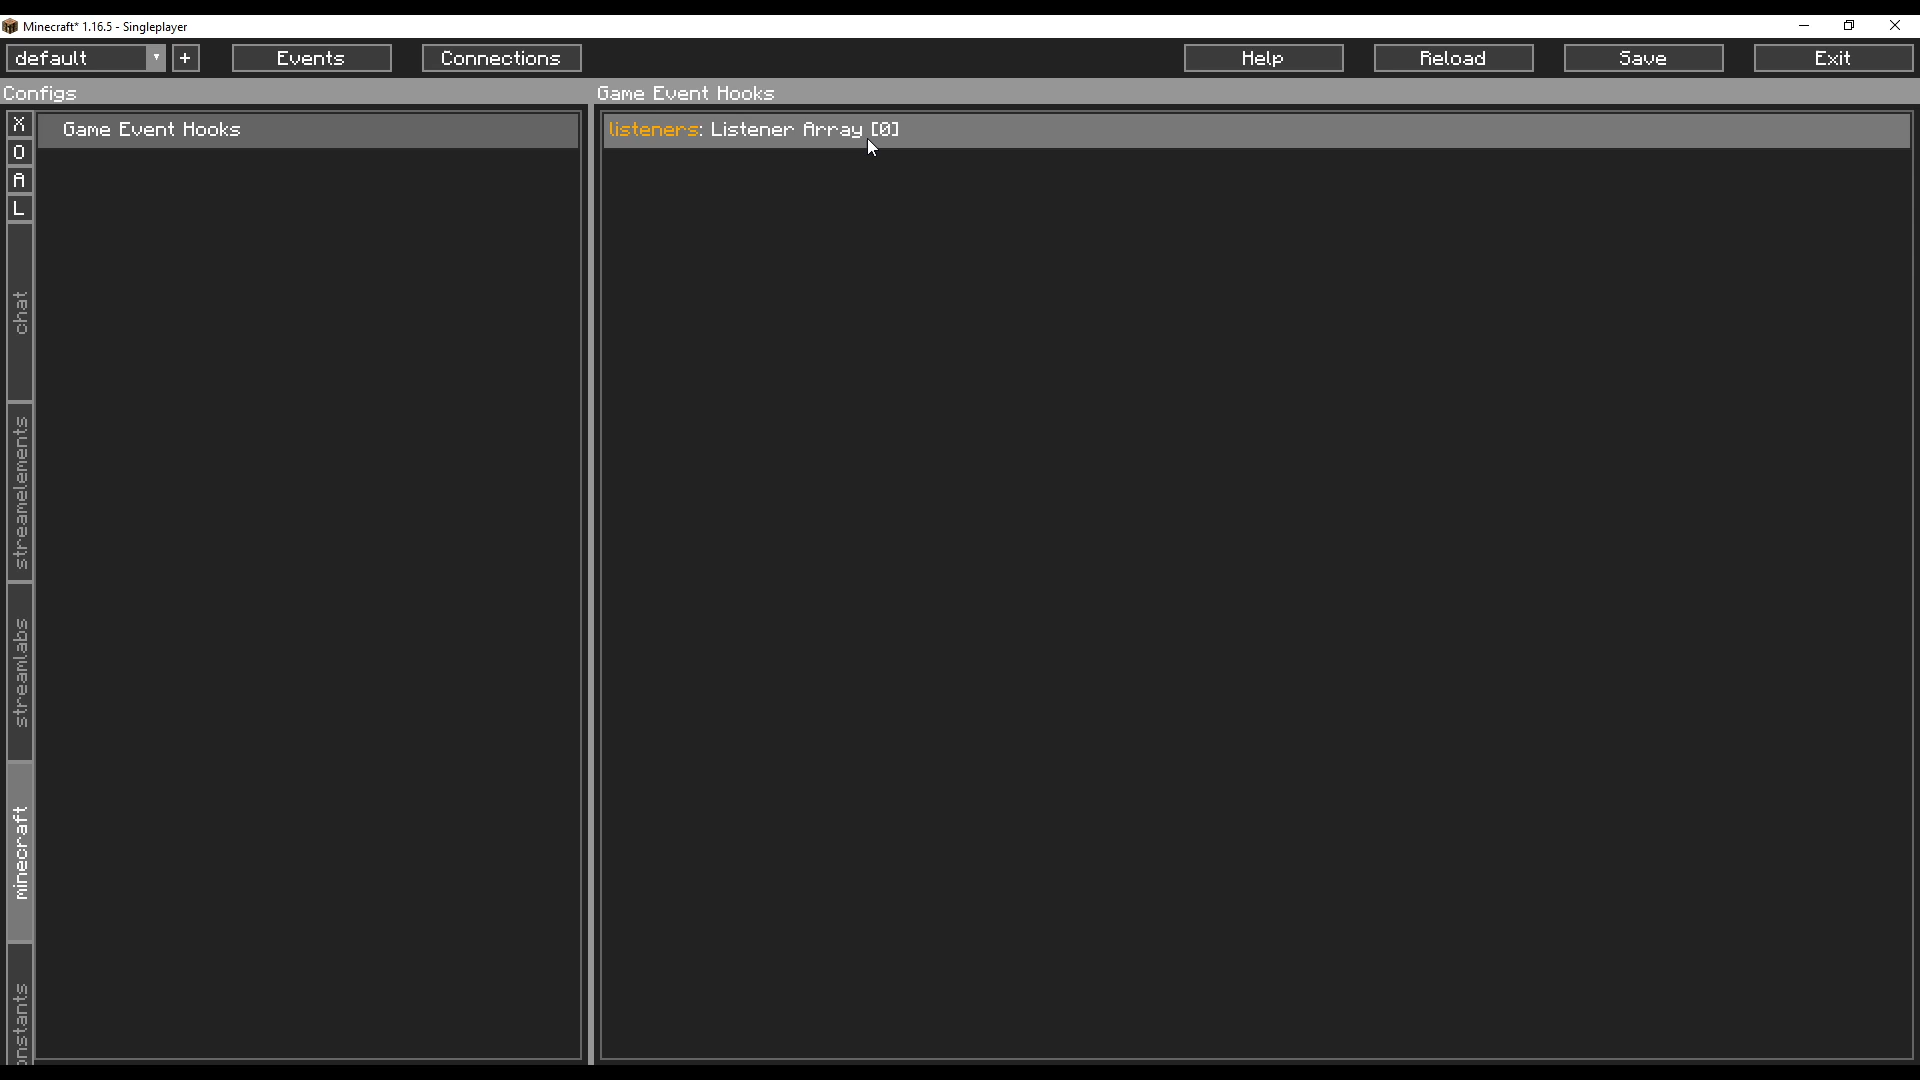 Minecraft* 1.16.5 - Singleplayer
default
+
Events
Connections
Help
Reload
Save
Exit
Configs
Game Event Hooks
X
O
A
L
Game Event Hooks
listeners: Listener Array [0]
chat
streamelements
streamlabs
minecraft
onstants